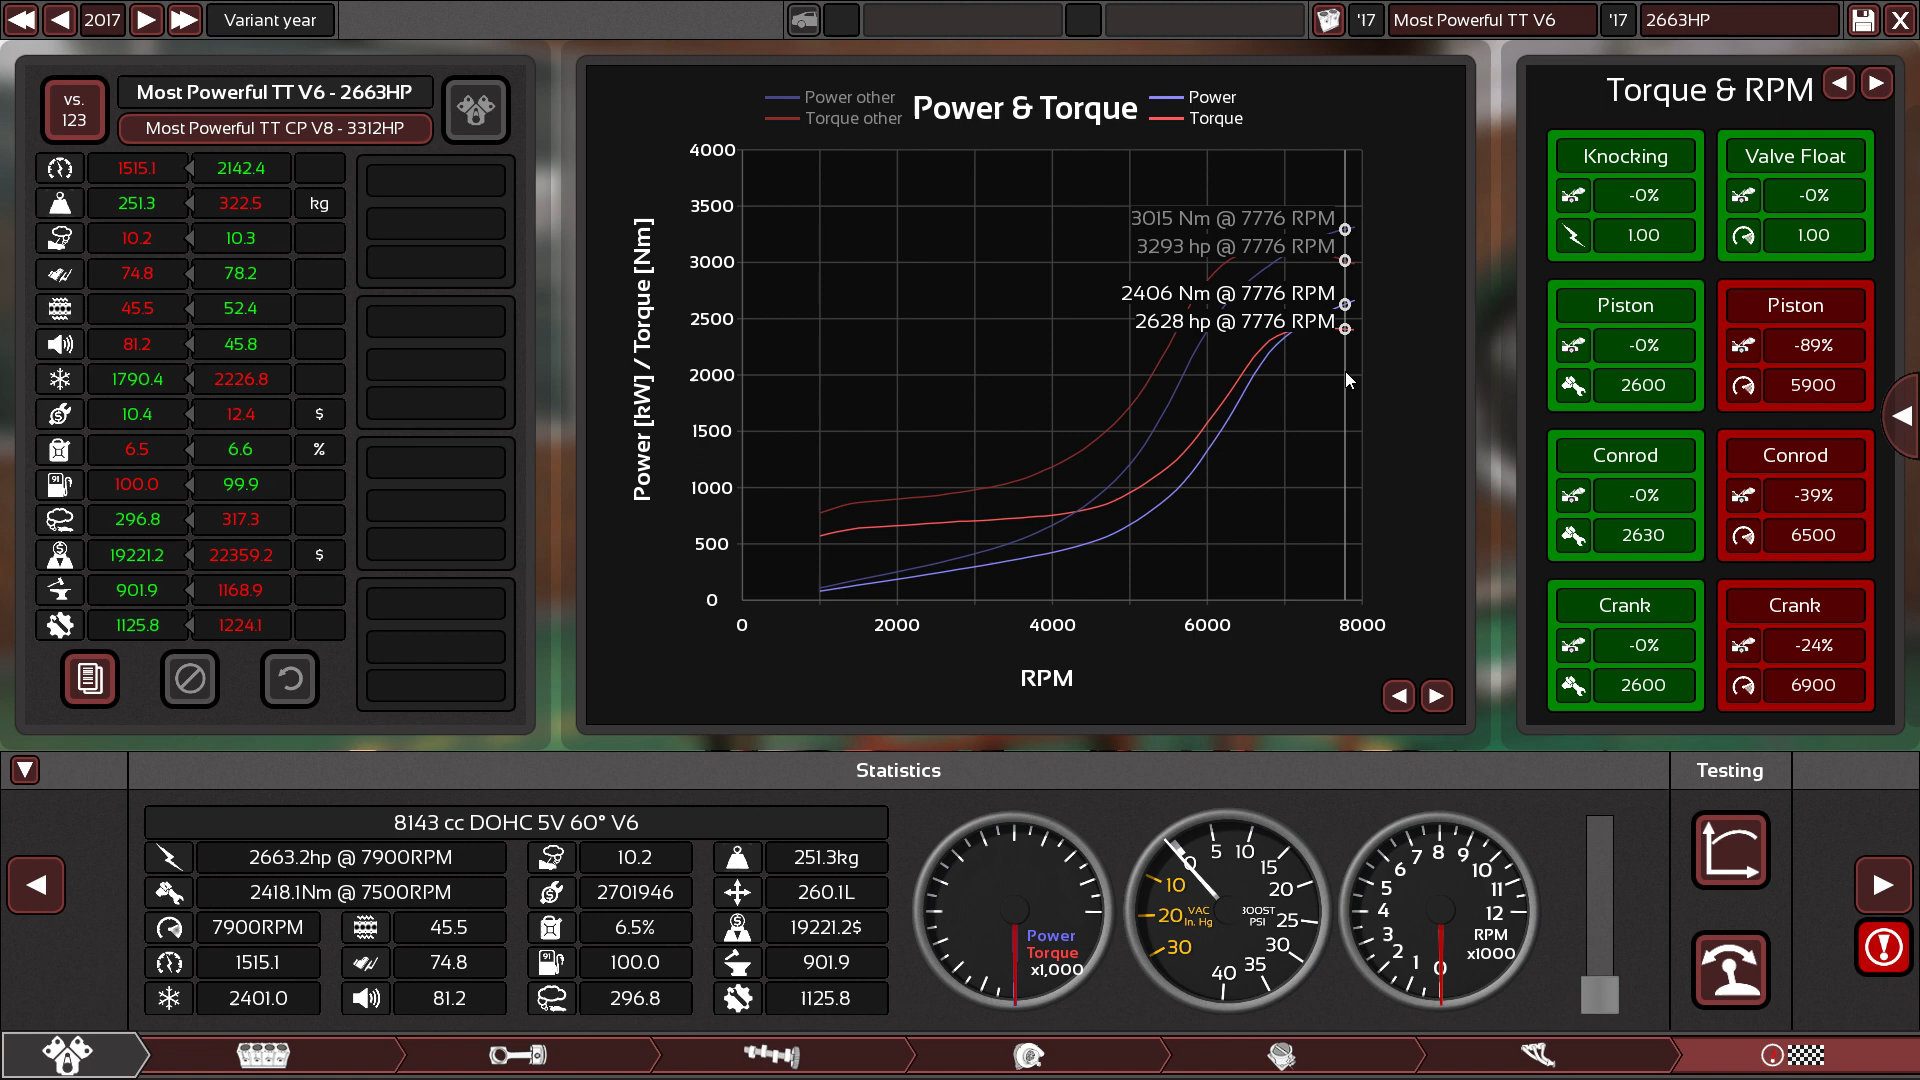 2017
Variant year
'17
Most Powerful TT V6
'17
2663HP
X
vs.
123
Most Powerful TT V6 - 2663HP
Most Powerful TT CP V8 - 3312HP
1515.1 2142.4
251.3 322.5 kg
10.2 10.3
74.8 78.2
45.5 52.4
81.2 45.8
1790.4 2226.8
10.4 12.4 $
6.5 6.6 %
100.0 99.9
296.8 317.3
19221.2 22359.2 $
901.9 1168.9
1125.8 1224.1
Power other
Torque other
Power & Torque
Power
Torque
Power [kW] / Torque [Nm]
4000
3500
3000
2500
2000
1500
1000
500
0
3015 Nm @ 7776 RPM
3293 hp @ 7776 RPM
2406 Nm @ 7776 RPM
2628 hp @ 7776 RPM
0 2000 4000 6000 8000
RPM
Torque & RPM
Knocking
-0%
1.00
Valve Float
-0%
1.00
Piston
-0%
2600
Piston
-89%
5900
Conrod
-0%
2630
Conrod
-39%
6500
Crank
-0%
2600
Crank
-24%
6900
Statistics
Testing
8143 cc DOHC 5V 60° V6
2663.2hp @ 7900RPM 10.2 251.3kg
2418.1Nm @ 7500RPM 2701946 260.1L
7900RPM 45.5 6.5% 19221.2$
1515.1 74.8 91 100.0 901.9
2401.0 81.2 296.8 1125.8
Power
Torque
x1,000
0 5 10 15 20 25 30 35 40
10 20 30
VAC
In. Hg
BOOST
PSI
0 1 2 3 4 5 6 7 8 9 10 11 12
RPM
x1000